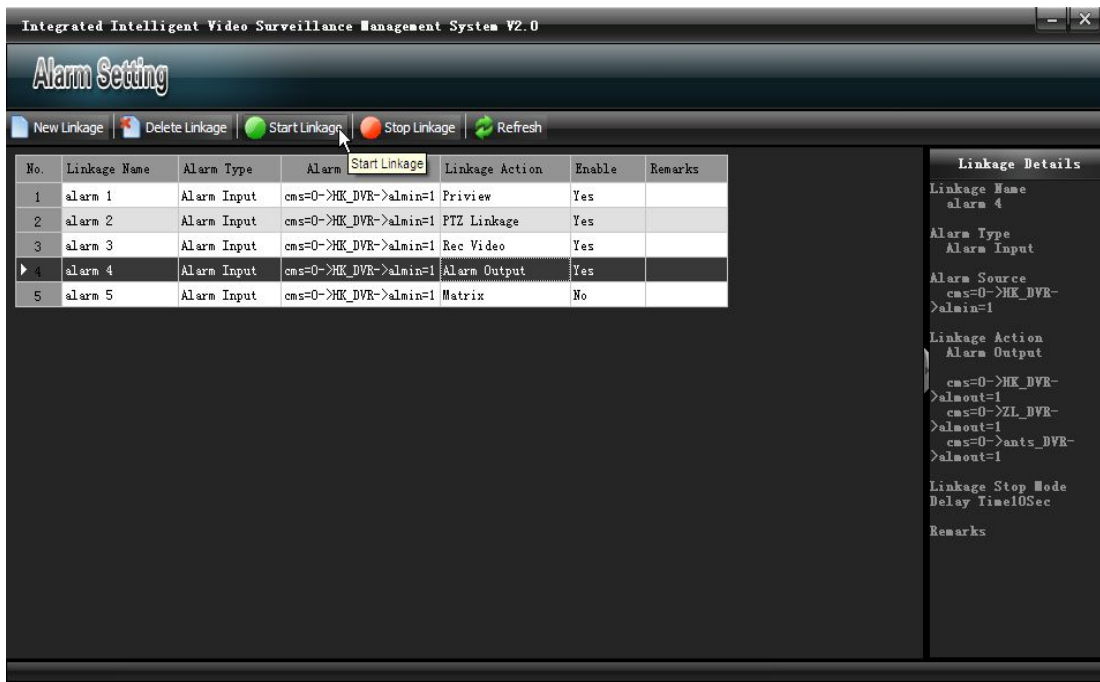 Integrated Intelligent Video Surveillance Management System V2.0
Alarm Setting
New Linkage Delete Linkage Start Linkage Stop Linkage Refresh
Start Linkage
No. Linkage Name Alarm Type Alarm Linkage Action Enable Remarks
1 alarm 1 Alarm Input cms=0->HK_DVR->almin=1 Priview Yes
2 alarm 2 Alarm Input cms=0->HK_DVR->almin=1 PTZ Linkage Yes
3 alarm 3 Alarm Input cms=0->HK_DVR->almin=1 Rec Video Yes
4 alarm 4 Alarm Input cms=0->HK_DVR->almin=1 Alarm Output Yes
5 alarm 5 Alarm Input cms=0->HK_DVR->almin=1 Matrix No
Linkage Details
Linkage Name
alarm 4
Alarm Type
Alarm Input
Alarm Source
cms=0->HK_DVR-
>almin=1
Linkage Action
Alarm Output
cms=0->HK_DVR-
>almout=1
cms=0->ZL_DVR-
>almout=1
cms=0->ants_DVR-
>almout=1
Linkage Stop Mode
Delay Time10Sec
Remarks